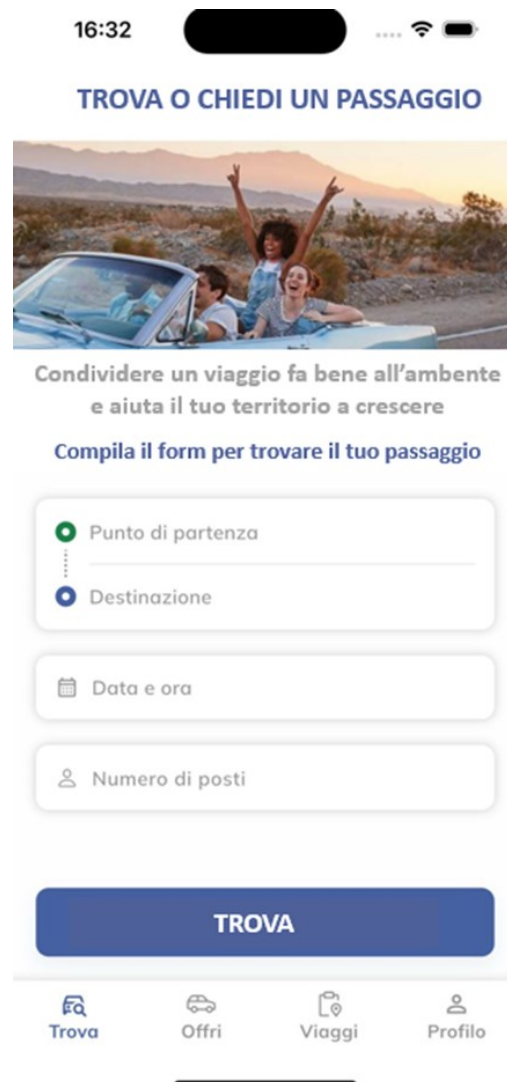 16:32
TROVA O CHIEDI UN PASSAGGIO
Condividere un viaggio fa bene all'ambente
e aiuta il tuo territorio a crescere
Compila il form per trovare il tuo passaggio
Punto di partenza
Destinazione
Data e ora
Numero di posti
TROVA
Trova
Offri
Viaggi
Profilo